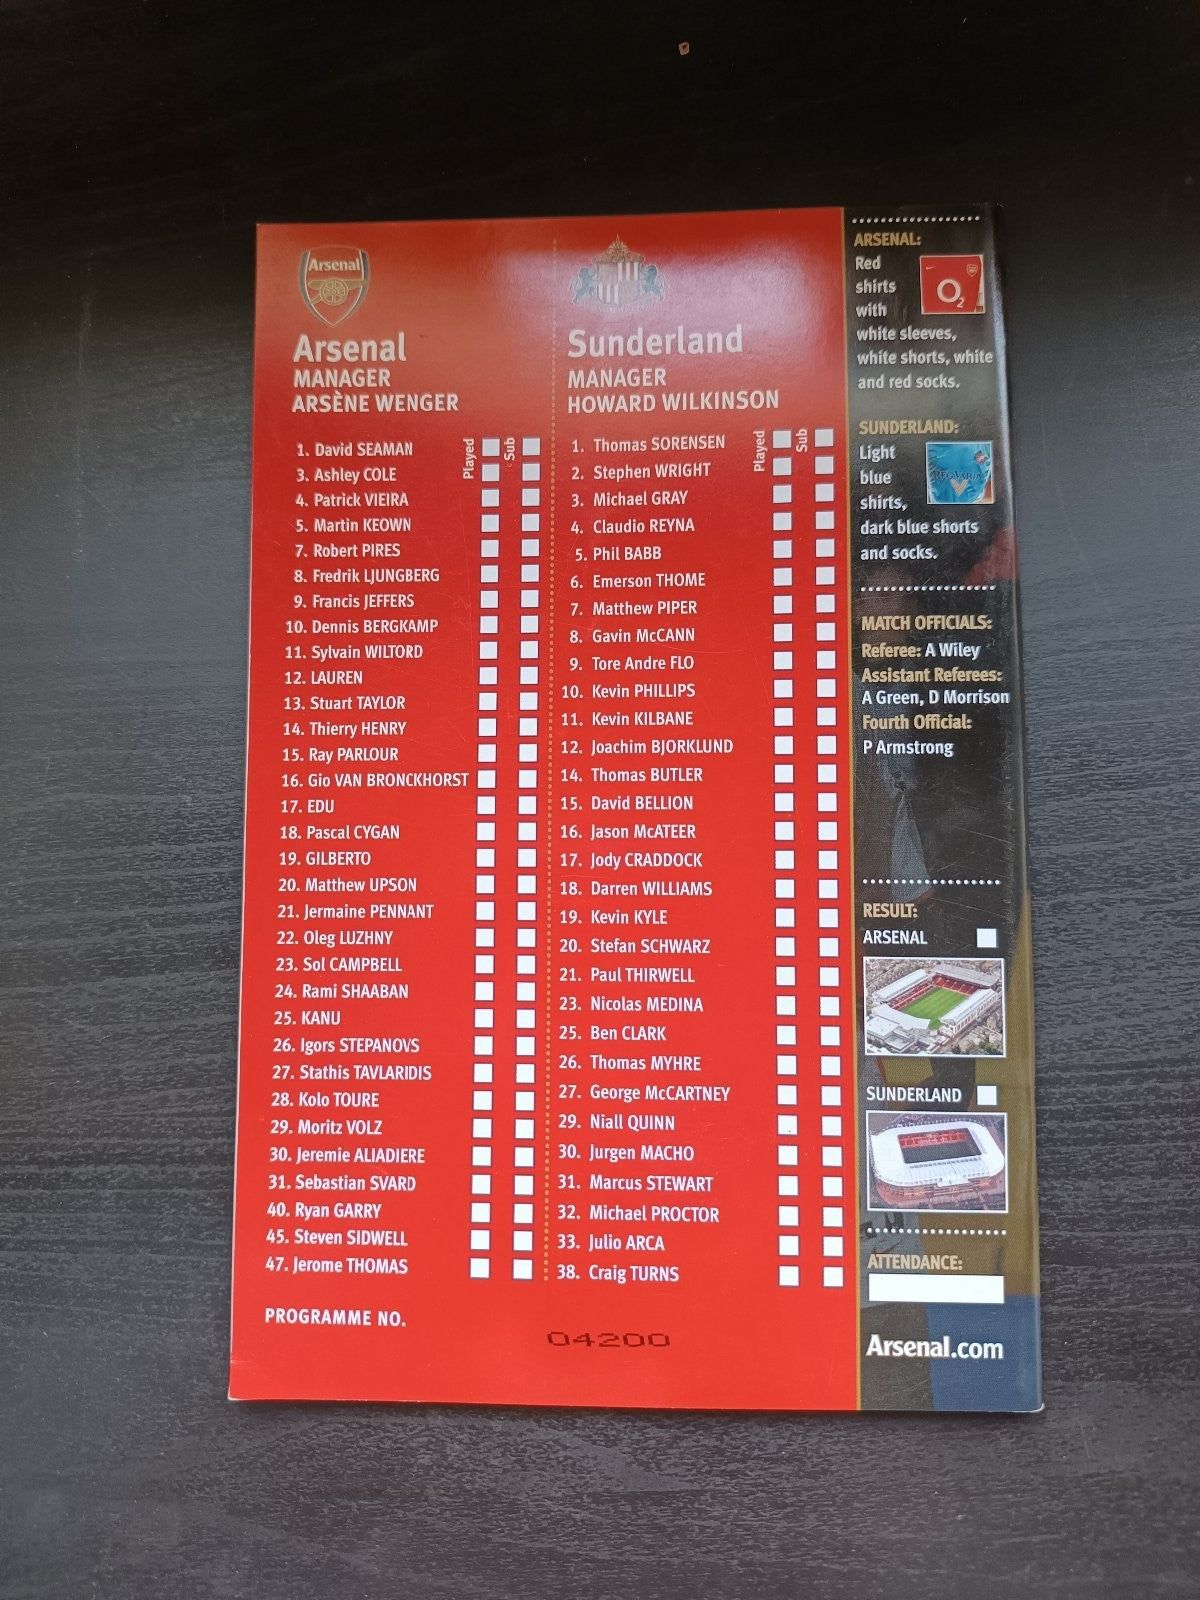 Arsenal
Arsenal
MANAGER
ARSÈNE WENGER
Played
Sub
1. David SEAMAN
3. Ashley COLE
4. Patrick VIEIRA
5. Martin KEOWN
7. Robert PIRES
8. Fredrik LJUNGBERG
9. Francis JEFFERS
10. Dennis BERGKAMP
11. Sylvain WILTORD
12. LAUREN
13. Stuart TAYLOR
14. Thierry HENRY
15. Ray PARLOUR
16. Gio VAN BRONCKHORST
17. EDU
18. Pascal CYGAN
19. GILBERTO
20. Matthew UPSON
21. Jermaine PENNANT
22. Oleg LUZHNY
23. Sol CAMPBELL
24. Rami SHAABAN
25. KANU
26. Igors STEPANOVS
27. Stathis TAVLARIDIS
28. Kolo TOURE
29. Moritz VOLZ
30. Jeremie ALIADIERE
31. Sebastian SVARD
40. Ryan GARRY
45. Steven SIDWELL
47. Jerome THOMAS
PROGRAMME NO.
04200
Sunderland
MANAGER
HOWARD WILKINSON
Played
Sub
1. Thomas SORENSEN
2. Stephen WRIGHT
3. Michael GRAY
4. Claudio REYNA
5. Phil BABB
6. Emerson THOME
7. Matthew PIPER
8. Gavin McCANN
9. Tore Andre FLO
10. Kevin PHILLIPS
11. Kevin KILBANE
12. Joachim BJORKLUND
14. Thomas BUTLER
15. David BELLION
16. Jason McATEER
17. Jody CRADDOCK
18. Darren WILLIAMS
19. Kevin KYLE
20. Stefan SCHWARZ
21. Paul THIRWELL
23. Nicolas MEDINA
25. Ben CLARK
26. Thomas MYHRE
27. George McCARTNEY
29. Niall QUINN
30. Jurgen MACHO
31. Marcus STEWART
32. Michael PROCTOR
33. Julio ARCA
38. Craig TURNS
ARSENAL:
Red
shirts
with
white sleeves,
white shorts, white
and red socks.
O2
SUNDERLAND:
Light
blue
shirts,
dark blue shorts
and socks.
REG VARDY
MATCH OFFICIALS:
Referee: A Wiley
Assistant Referees:
A Green, D Morrison
Fourth Official:
P Armstrong
RESULT:
ARSENAL
SUNDERLAND
ATTENDANCE:
Arsenal.com